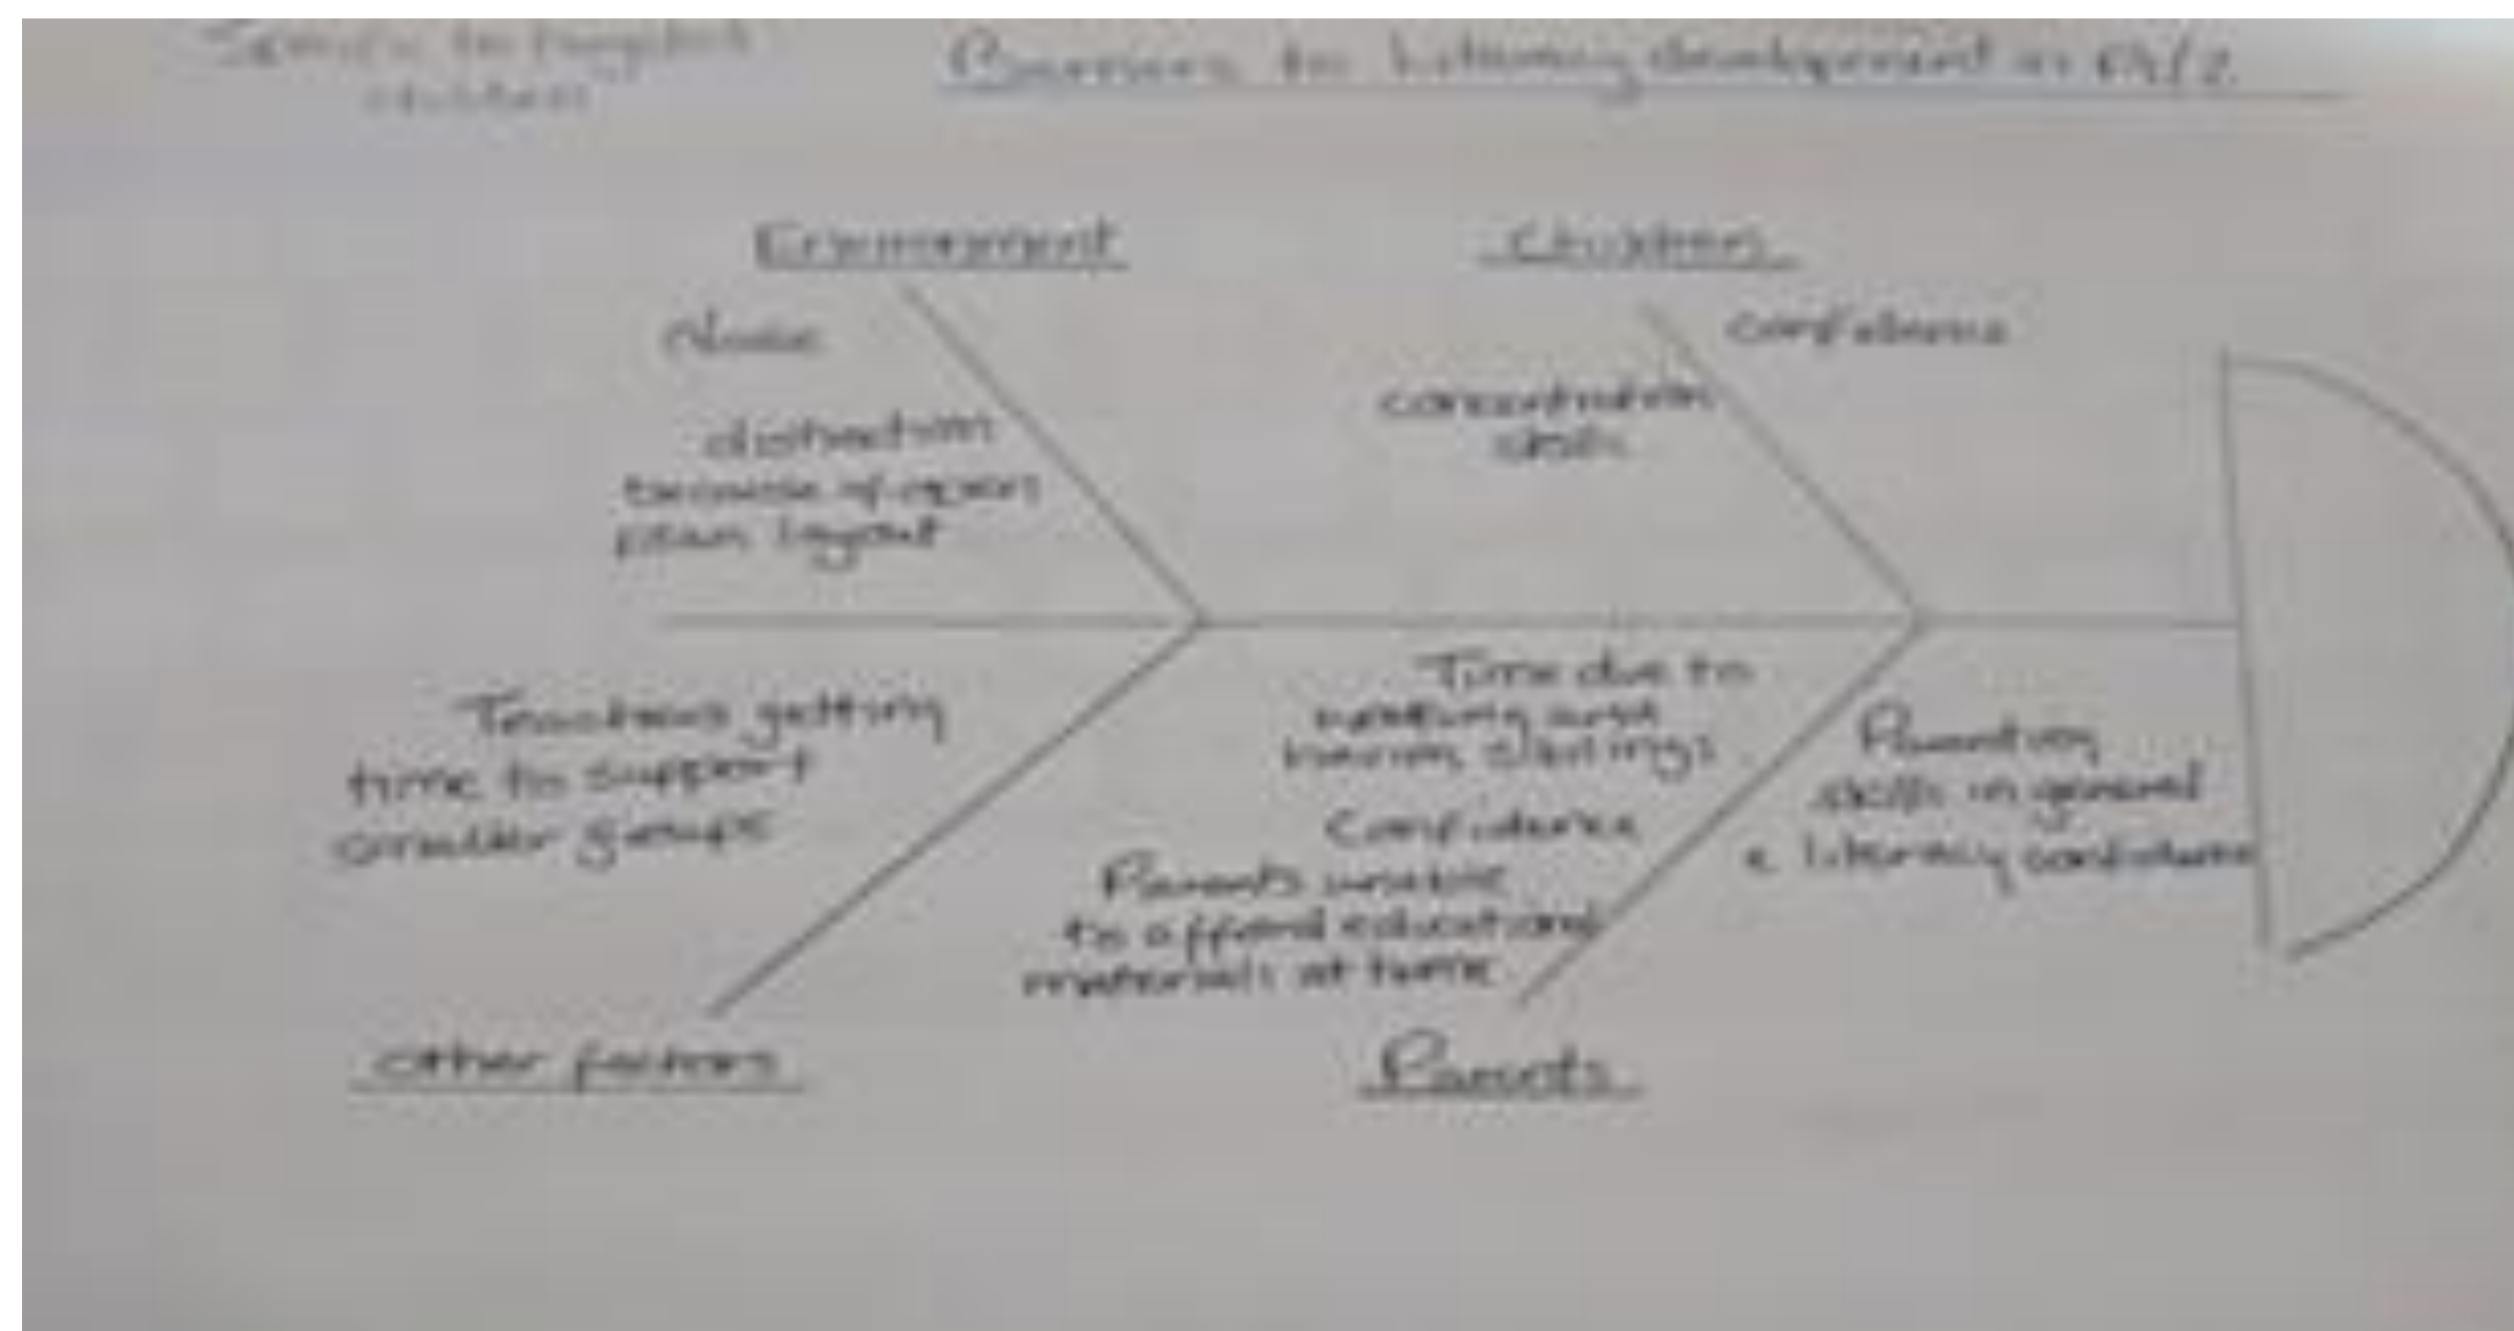 Barriers to Literacy development in P1/2
Environment
Noise
distraction
because of open
plan layout
Children
Confidence
concentration
skills
Teachers getting
time to support
smaller groups
Other factors
Time due to
working and
having siblings
Confidence
Parents unable
to afford educational
materials at home
Parenting
skills in general
& literacy confidence
Parents